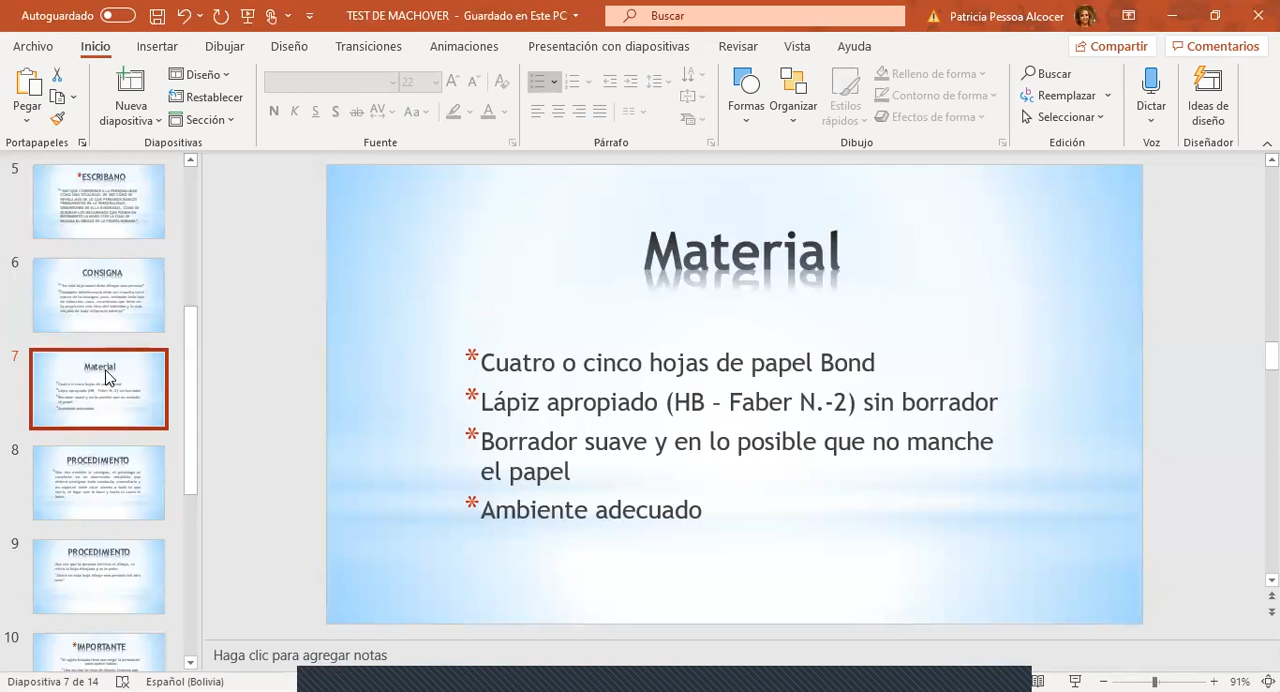 Autoguardado
TEST DE MACHOVER - Guardado en Este PC
Buscar
Patricia Pessoa Alcocer
Archivo Inicio Insertar Dibujar Diseño Transiciones Animaciones Presentación con diapositivas Revisar Vista Ayuda
Compartir Comentarios
Pegar
Nueva diapositiva
Diseño
Restablecer
Sección
22
N K S S ab AV Aa A
Formas Organizar Estilos rápidos
Relleno de forma
Contorno de forma
Efectos de forma
Buscar
Reemplazar
Seleccionar
Dictar
Ideas de diseño
Portapapeles Diapositivas Fuente Párrafo Dibujo Edición Voz Diseñador
5
*ESCRIBANO
6
CONSIGNA
7
Material
8
PROCEDIMIENTO
9
PROCEDIMIENTO
10
*IMPORTANTE
Material
*Cuatro o cinco hojas de papel Bond
*Lápiz apropiado (HB – Faber N.-2) sin borrador
*Borrador suave y en lo posible que no manche
el papel
*Ambiente adecuado
Haga clic para agregar notas
Diapositiva 7 de 14 Español (Bolivia)
91%